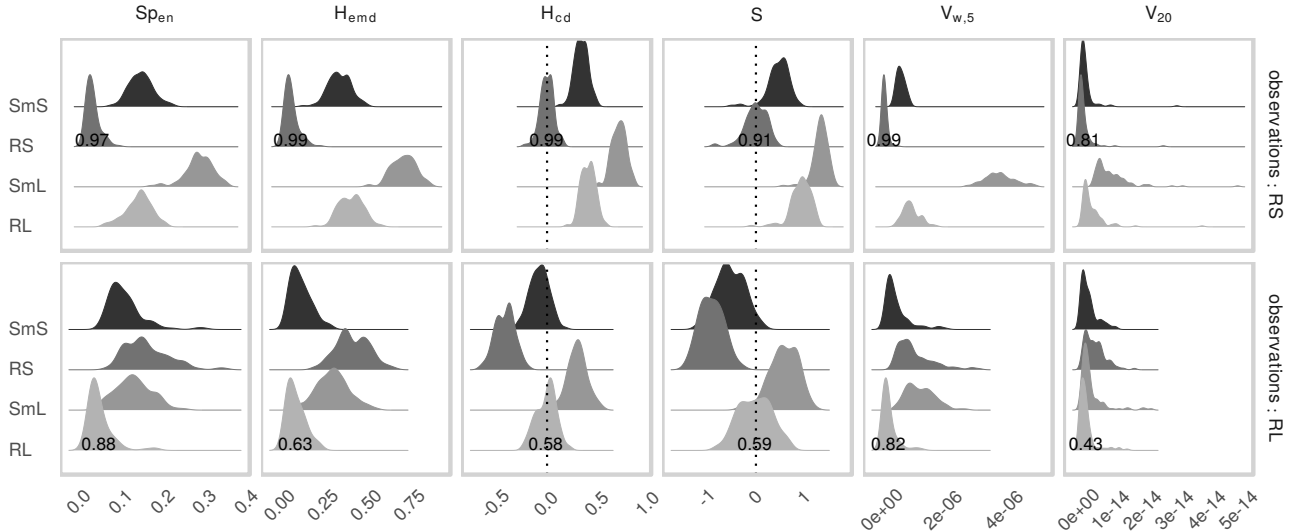 Sp_en H_emd H_cd S V_w,5 V_20
SmS
RS
SmL
RL
0.97 0.99 0.99 0.91 0.99 0.81
observations : RS
SmS
RS
SmL
RL
0.88 0.63 0.58 0.59 0.82 0.43
observations : RL
0.0 0.1 0.2 0.3 0.4 0.00 0.25 0.50 0.75 -0.5 0.0 0.5 1.0 -1 0 1 0e+00 2e-06 4e-06 0e+00 1e-14 2e-14 3e-14 4e-14 5e-14